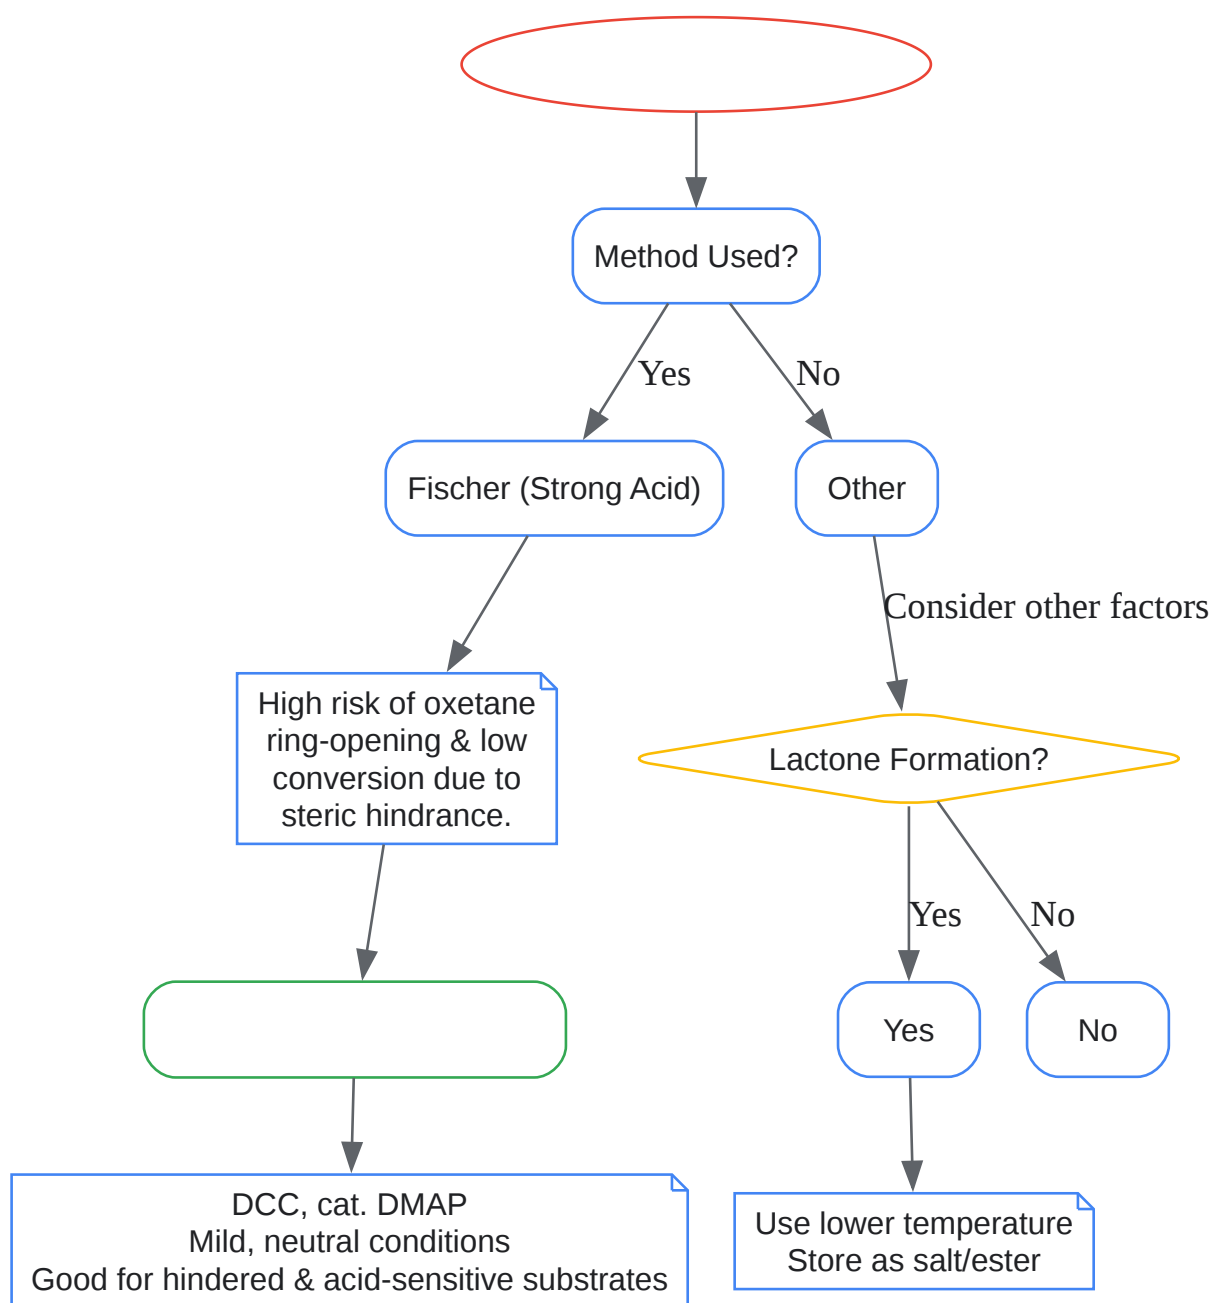 Method Used?
Yes
No
Fischer (Strong Acid)
Other
Consider other factors
High risk of oxetane
ring-opening & low
conversion due to
steric hindrance.
Lactone Formation?
Yes
No
Yes
No
DCC, cat. DMAP
Mild, neutral conditions
Good for hindered & acid-sensitive substrates
Use lower temperature
Store as salt/ester